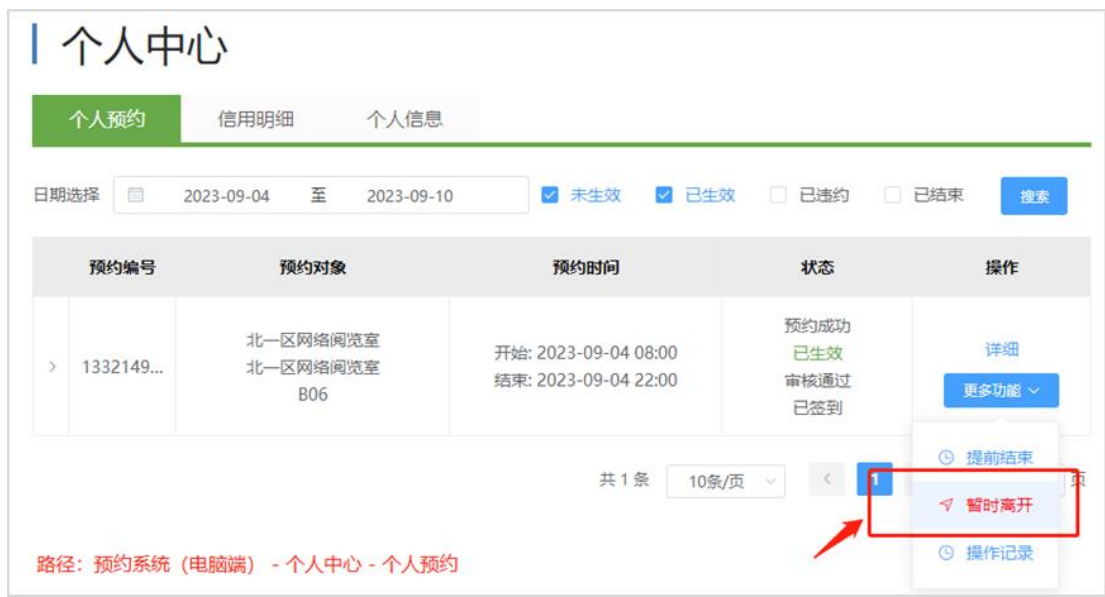 个人中心
个人预约 信用明细 个人信息
日期选择 2023-09-04 至 2023-09-10 未生效 已生效 已违约 已结束 搜索
预约编号 预约对象 预约时间 状态 操作
1332149...
北一区网络阅览室
北一区网络阅览室
B06
开始: 2023-09-04 08:00
结束: 2023-09-04 22:00
预约成功
已生效
审核通过
已签到
详细
更多功能
提前结束
暂时离开
操作记录
共 1 条 10条/页 1 页
路径：预约系统（电脑端） - 个人中心 - 个人预约